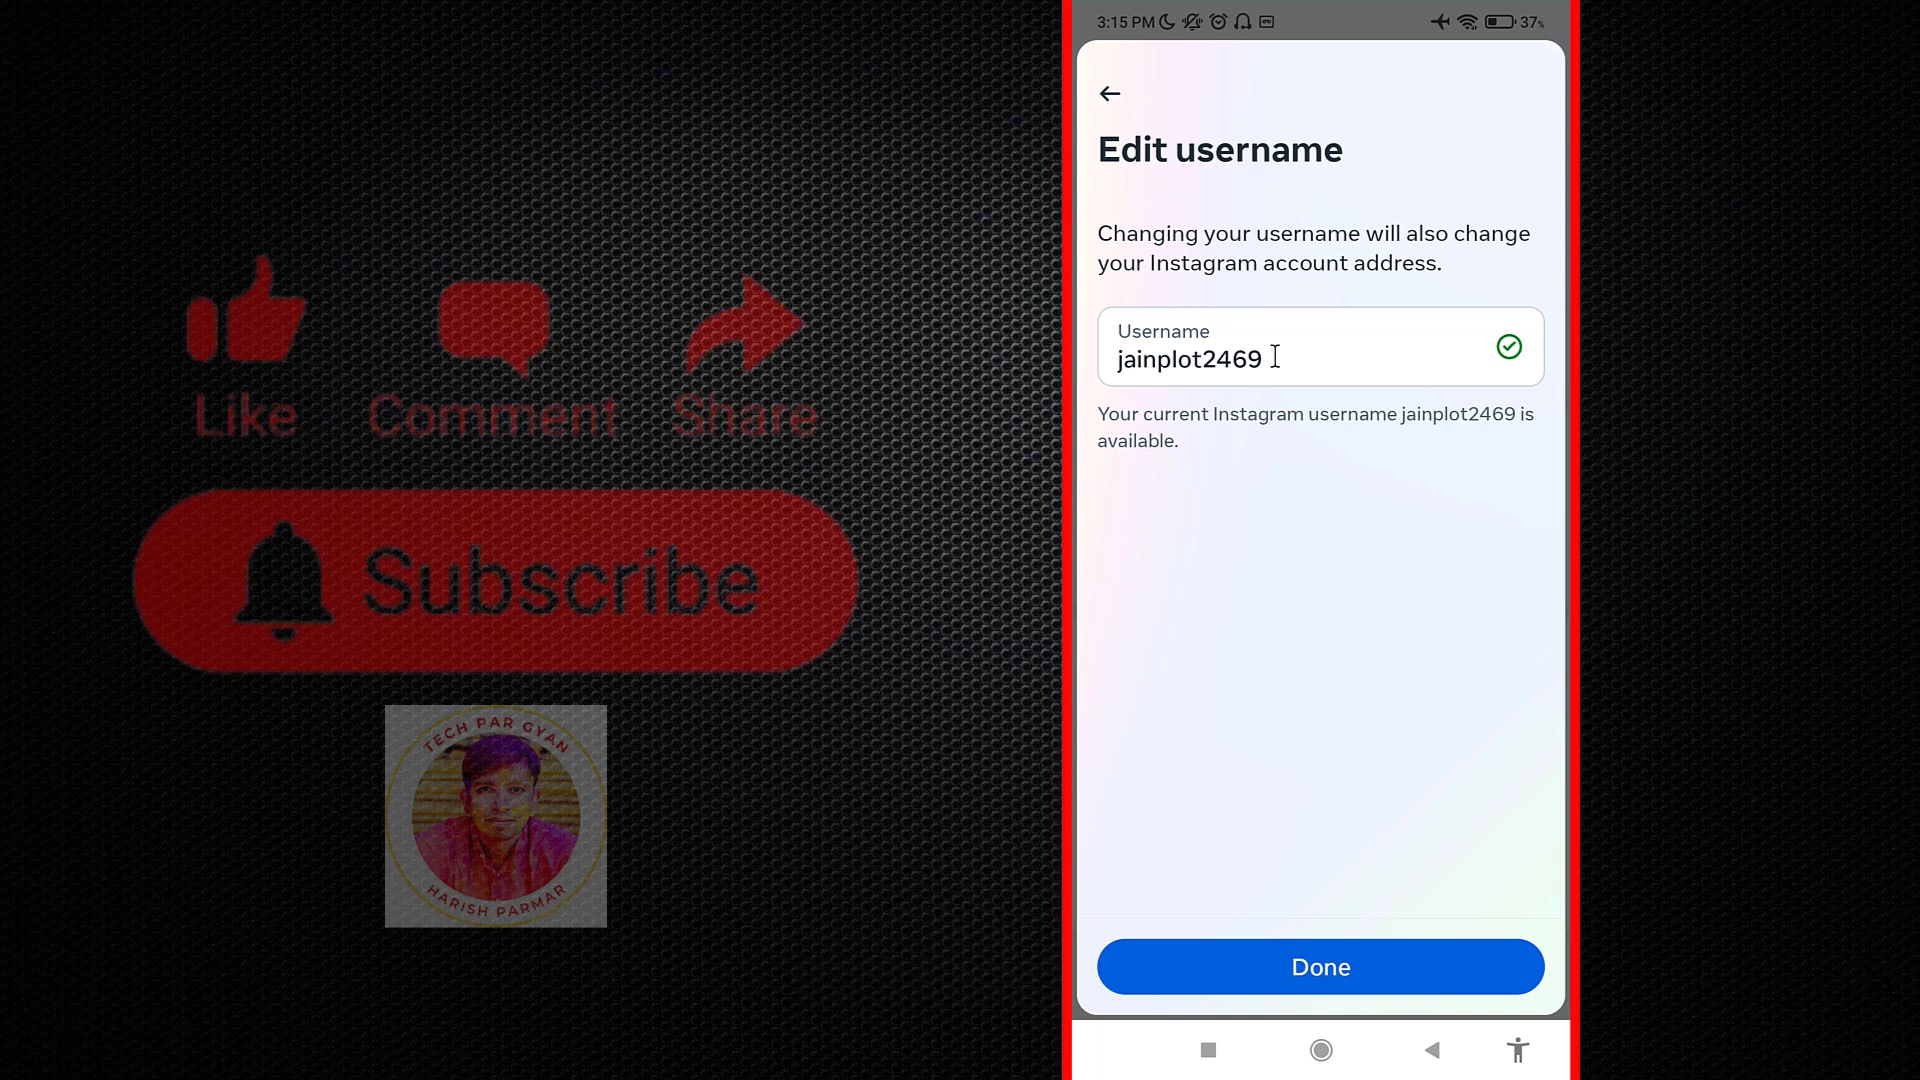 Like Comment Share
Subscribe
TECH PAR GYAN
HARISH PARMAR
3:15 PM 37%
Edit username
Changing your username will also change
your Instagram account address.
Username
jainplot2469
Your current Instagram username jainplot2469 is
available.
Done